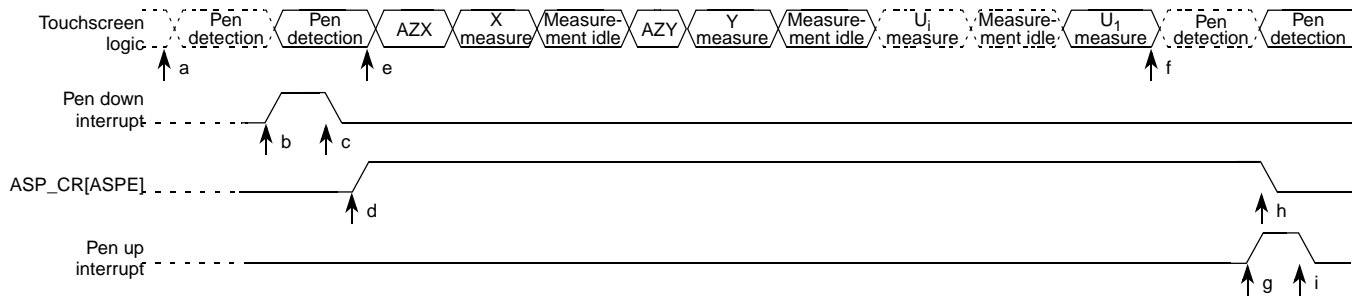 Touchscreen
logic
Pen
detection
Pen
detection
AZX
X
measure
Measure-
ment idle
AZY
Y
measure
Measure-
ment idle
Ui
measure
Measure-
ment idle
U1
measure
Pen
detection
Pen
detection
a
e
f
Pen down
interrupt
b
c
ASP_CR[ASPE]
d
h
Pen up
interrupt
g
i